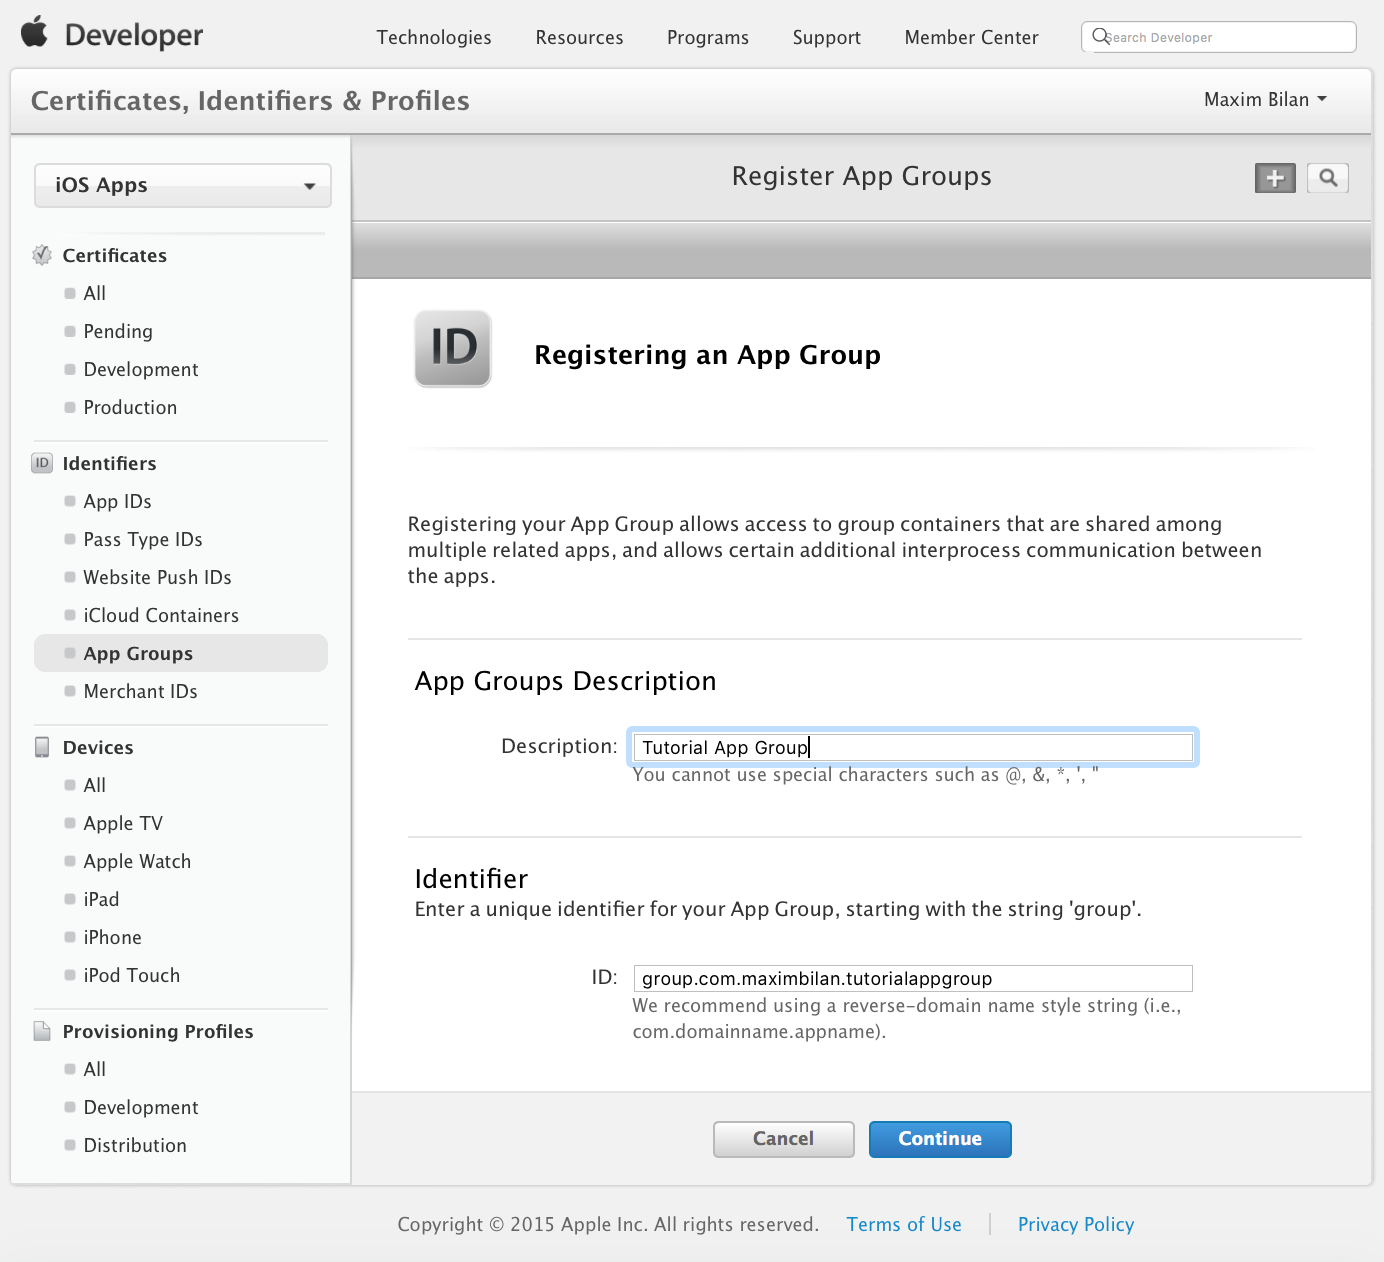 Developer
Technologies
Resources
Programs
Support
Member Center
Search Developer
Certificates, Identifiers & Profiles
Maxim Bilan
iOS Apps
Certificates
All
Pending
Development
Production
ID Identifiers
App IDs
Pass Type IDs
Website Push IDs
iCloud Containers
App Groups
Merchant IDs
Devices
All
Apple TV
Apple Watch
iPad
iPhone
iPod Touch
Provisioning Profiles
All
Development
Distribution
Register App Groups
ID
Registering an App Group
Registering your App Group allows access to group containers that are shared among
multiple related apps, and allows certain additional interprocess communication between
the apps.
App Groups Description
Description: Tutorial App Group
You cannot use special characters such as @, &, *, ', "
Identifier
Enter a unique identifier for your App Group, starting with the string 'group'.
ID: group.com.maximbilan.tutorialappgroup
We recommend using a reverse-domain name style string (i.e.,
com.domainname.appname).
Cancel
Continue
Copyright © 2015 Apple Inc. All rights reserved. Terms of Use | Privacy Policy